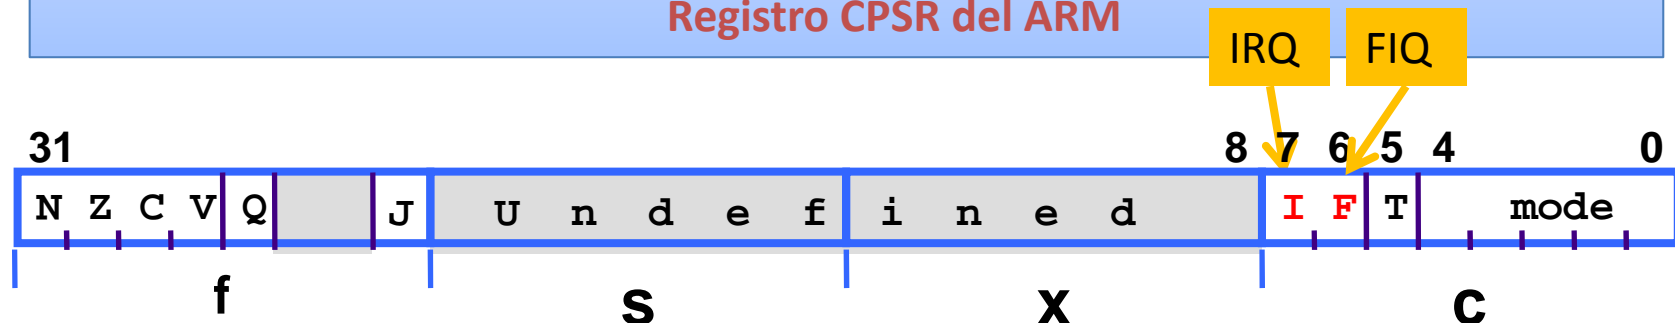 Registro CPSR del ARM
IRQ FIQ
31 8 7 6 5 4 0
N Z C V Q J U n d e f i n e d I F T mode
f s x c